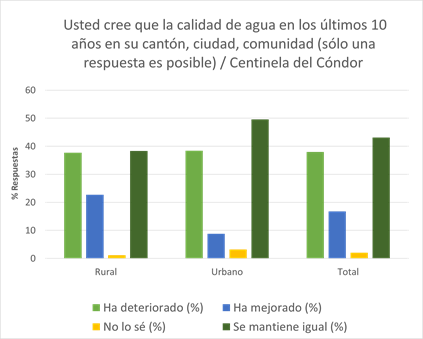 Usted cree que la calidad de agua en los últimos 10
años en su cantón, ciudad, comunidad (sólo una
respuesta es posible) / Centinela del Cóndor
60
50
40
30
20
10
0
% Respuestas
Rural
Urbano
Total
Ha deteriorado (%)
Ha mejorado (%)
No lo sé (%)
Se mantiene igual (%)